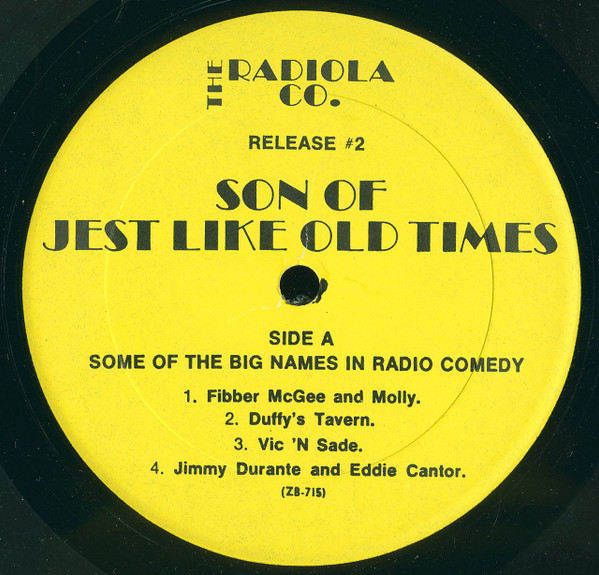 THE RADIOLA
CO.
RELEASE #2
SON OF
JEST LIKE OLD TIMES
SIDE A
SOME OF THE BIG NAMES IN RADIO COMEDY
1. Fibber McGee and Molly.
2. Duffy's Tavern.
3. Vic 'N Sade.
4. Jimmy Durante and Eddie Cantor.
(ZB-715)